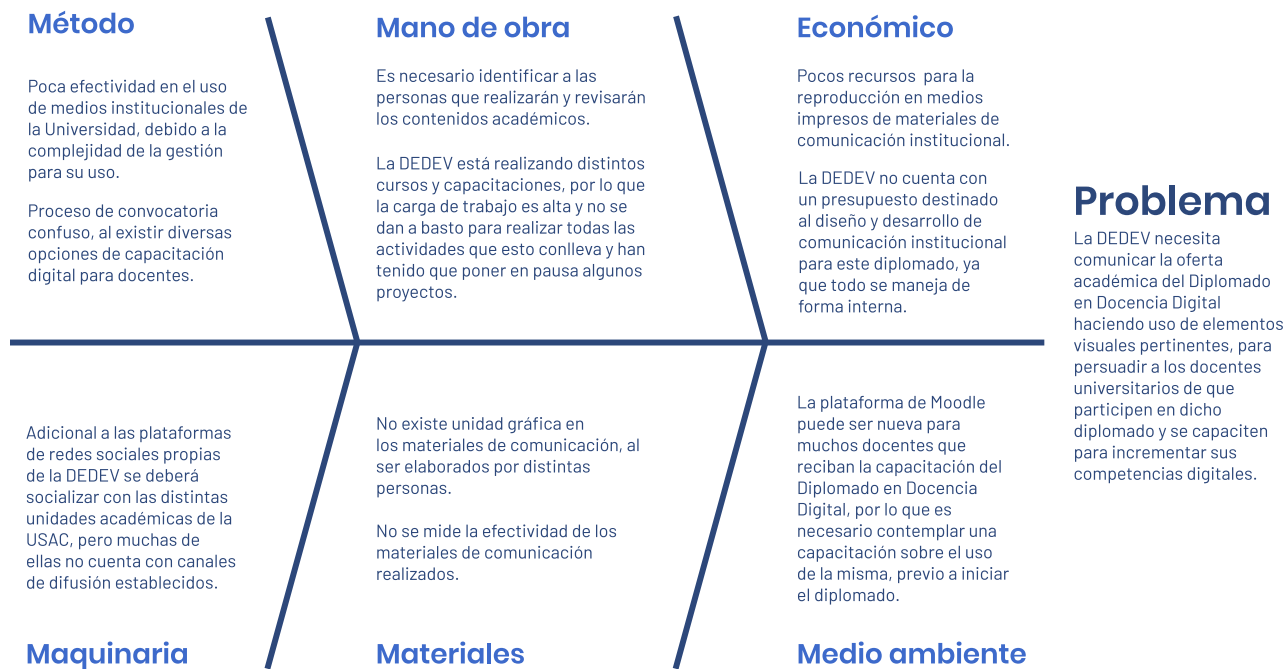 Método
Poca efectividad en el uso
de medios institucionales de
la Universidad, debido a la
complejidad de la gestión
para su uso.
Proceso de convocatoria
confuso, al existir diversas
opciones de capacitación
digital para docentes.
Mano de obra
Es necesario identificar a las
personas que realizarán y revisarán
los contenidos académicos.
La DEDEV está realizando distintos
cursos y capacitaciones, por lo que
la carga de trabajo es alta y no se
dan a basto para realizar todas las
actividades que esto conlleva y han
tenido que poner en pausa algunos
proyectos.
Económico
Pocos recursos para la
reproducción en medios
impresos de materiales de
comunicación institucional.
La DEDEV no cuenta con
un presupuesto destinado
al diseño y desarrollo de
comunicación institucional
para este diplomado, ya
que todo se maneja de
forma interna.
Problema
La DEDEV necesita
comunicar la oferta
académica del Diplomado
en Docencia Digital
haciendo uso de elementos
visuales pertinentes, para
persuadir a los docentes
universitarios de que
participen en dicho
diplomado y se capaciten
para incrementar sus
competencias digitales.
Adicional a las plataformas
de redes sociales propias
de la DEDEV se deberá
socializar con las distintas
unidades académicas de la
USAC, pero muchas de
ellas no cuenta con canales
de difusión establecidos.
Maquinaria
No existe unidad gráfica en
los materiales de comunicación, al
ser elaborados por distintas
personas.
No se mide la efectividad de los
materiales de comunicación
realizados.
Materiales
La plataforma de Moodle
puede ser nueva para
muchos docentes que
reciban la capacitación del
Diplomado en Docencia
Digital, por lo que es
necesario contemplar una
capacitación sobre el uso
de la misma, previo a iniciar
el diplomado.
Medio ambiente